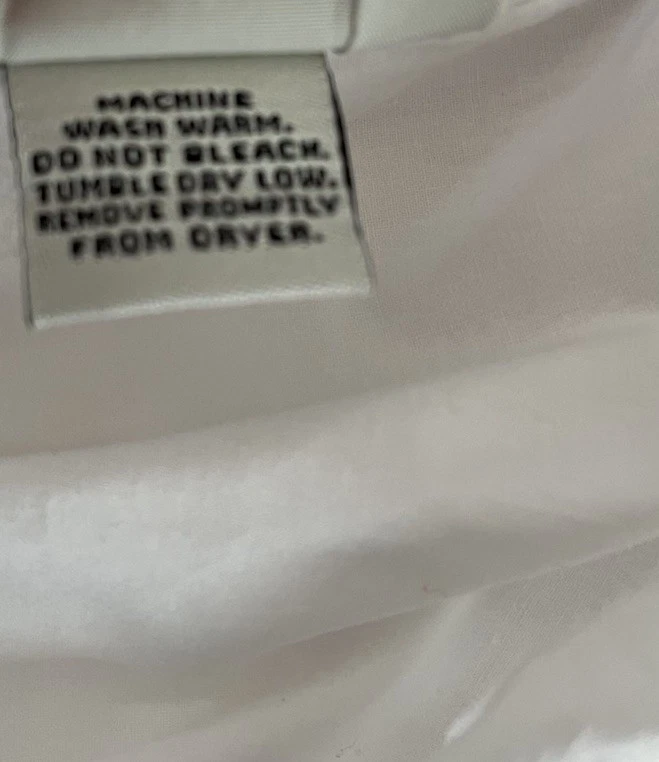 MACHINE
WASH WARM.
DO NOT BLEACH.
TUMBLE DRY LOW.
REMOVE PROMPTLY
FROM DRYER.